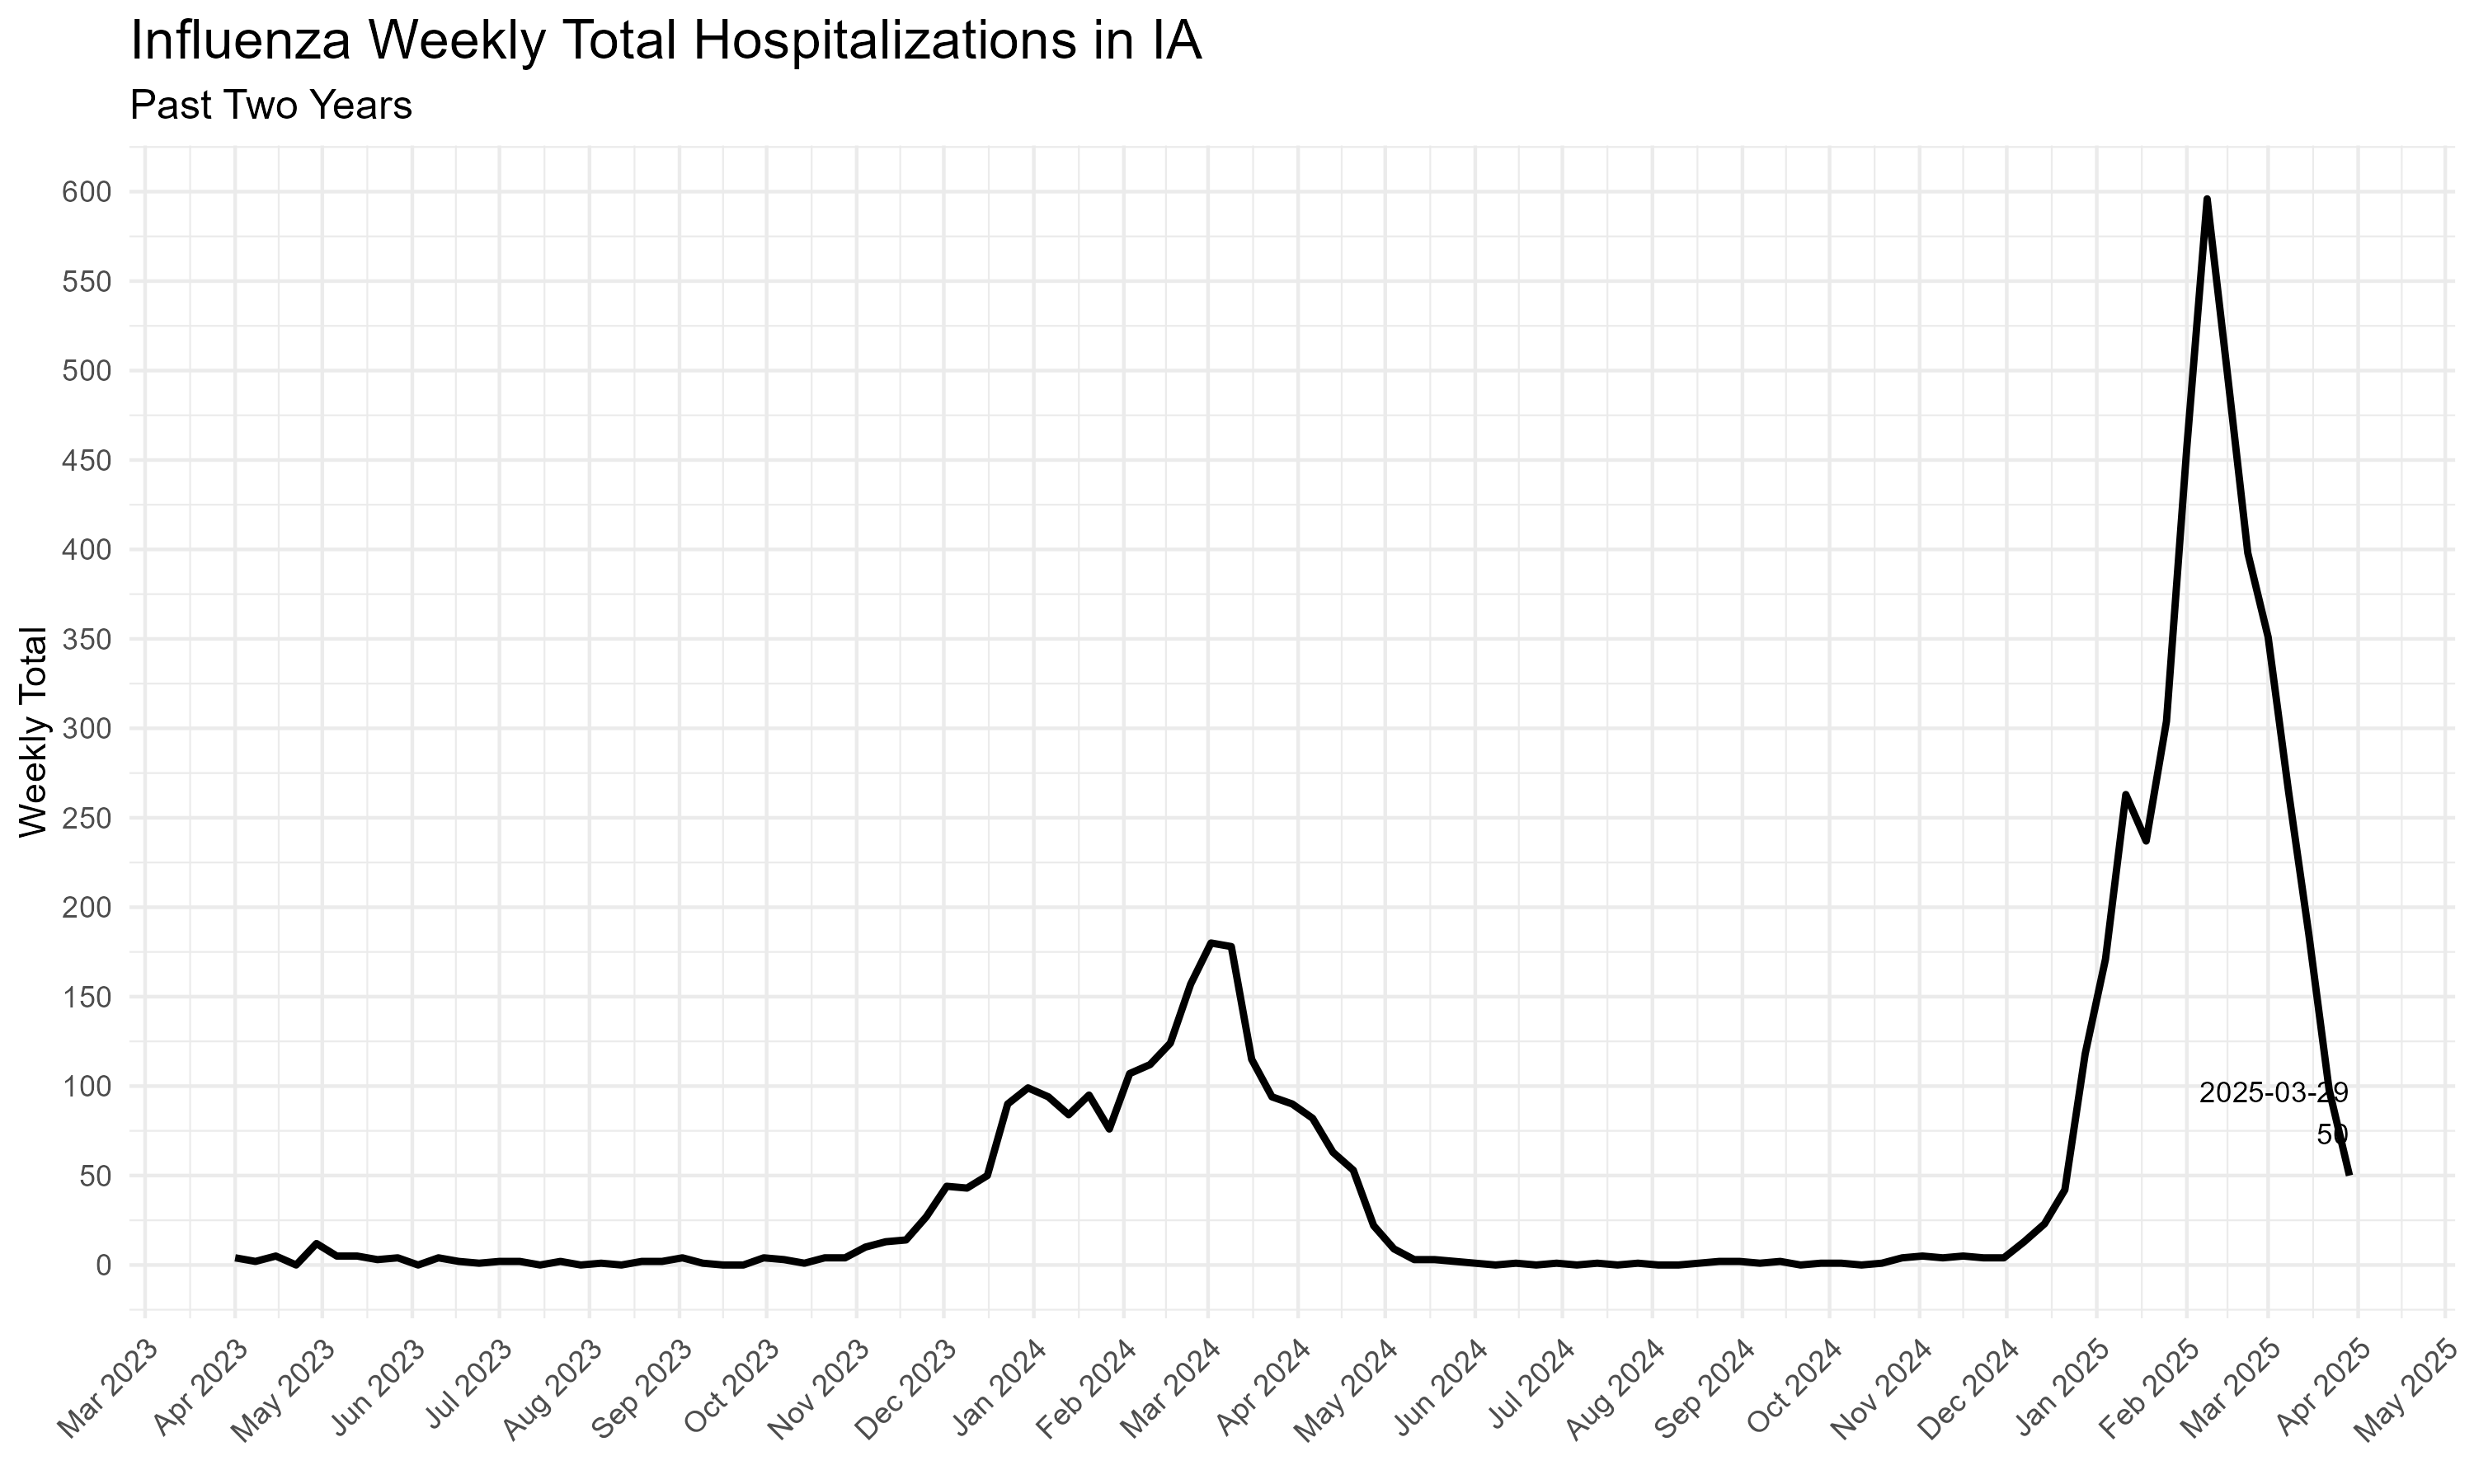 Influenza Weekly Total Hospitalizations in IA
Past Two Years
Weekly Total
600
550
500
450
400
350
300
250
200
150
100
50
0
2025-03-29
50
Mar 2023
Apr 2023
May 2023
Jun 2023
Jul 2023
Aug 2023
Sep 2023
Oct 2023
Nov 2023
Dec 2023
Jan 2024
Feb 2024
Mar 2024
Apr 2024
May 2024
Jun 2024
Jul 2024
Aug 2024
Sep 2024
Oct 2024
Nov 2024
Dec 2024
Jan 2025
Feb 2025
Mar 2025
Apr 2025
May 2025